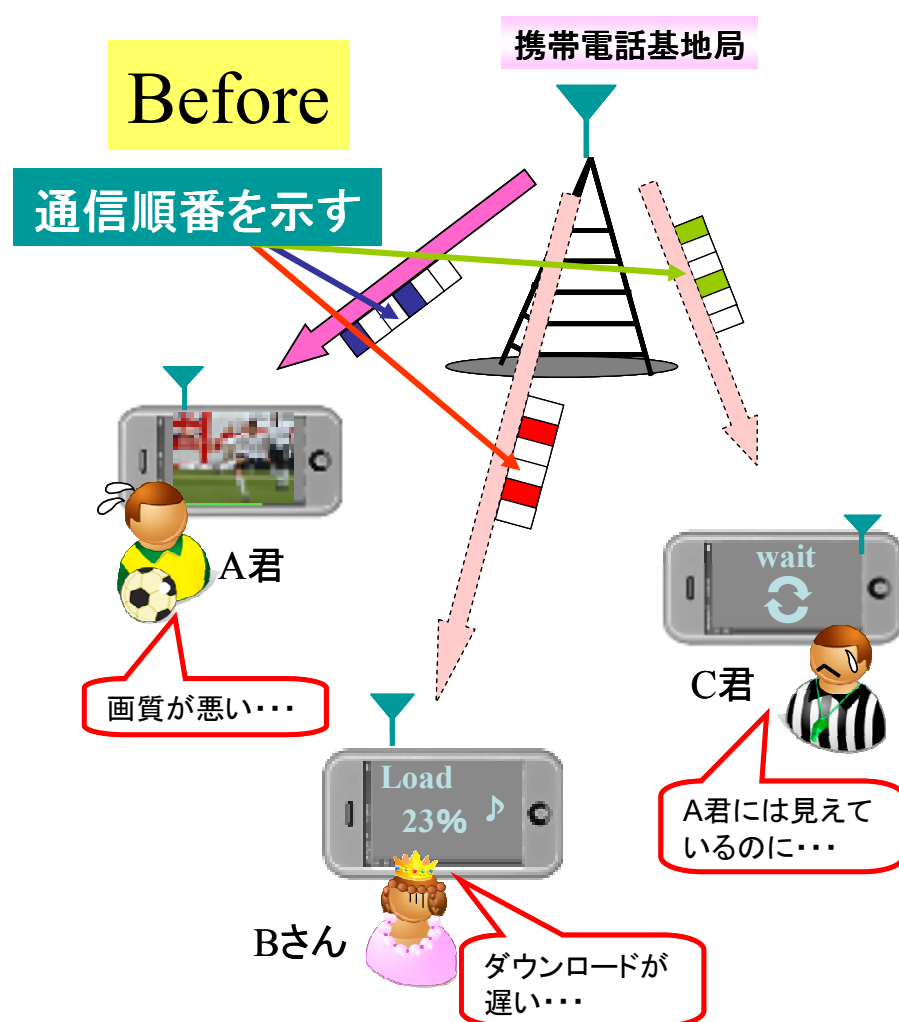 携帯電話基地局
Before
通信順番を示す
A君
画質が悪い・・・
wait
C君
A君には見えて
いるのに・・・
Load
23%
Bさん
ダウンロードが
遅い・・・